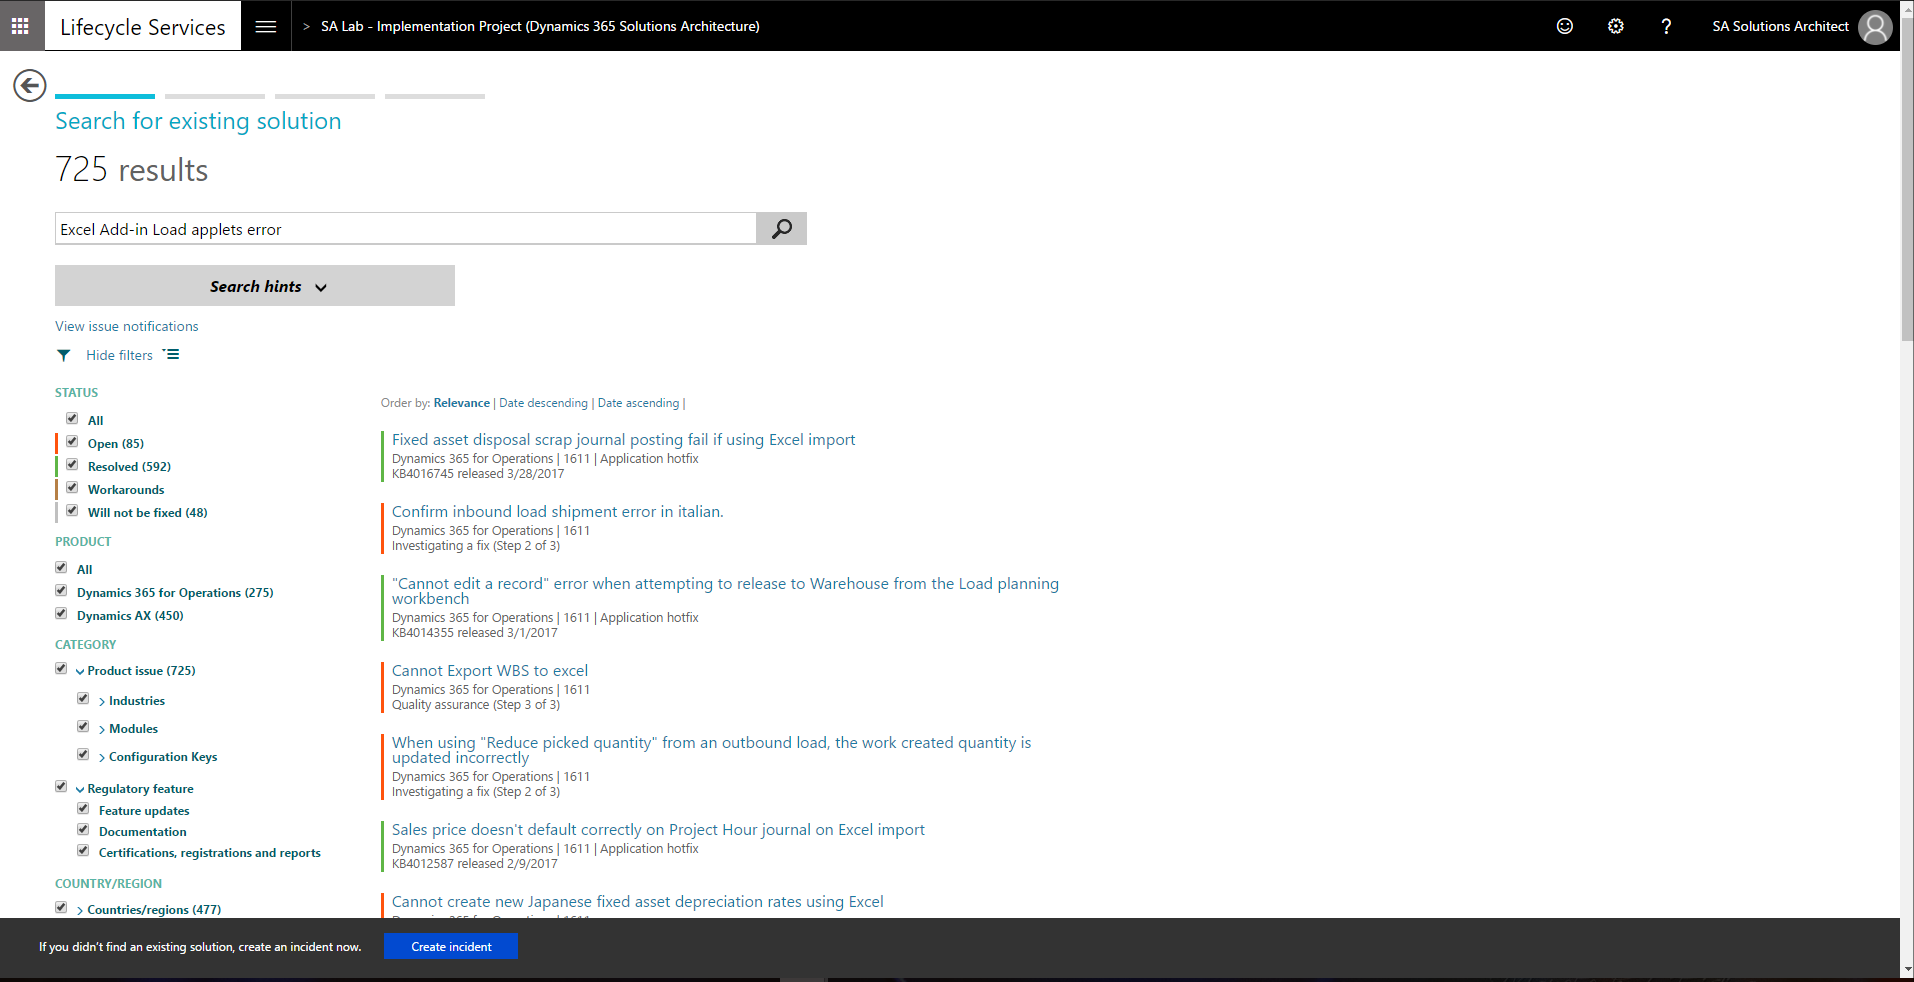 Lifecycle Services
> SA Lab - Implementation Project (Dynamics 365 Solutions Architecture)
? SA Solutions Architect
Search for existing solution
725 results
Excel Add-in Load applets error
Search hints
View issue notifications
Hide filters
STATUS
All
Open (85)
Resolved (592)
Workarounds
Will not be fixed (48)
PRODUCT
All
Dynamics 365 for Operations (275)
Dynamics AX (450)
CATEGORY
Product issue (725)
Industries
Modules
Configuration Keys
Regulatory feature
Feature updates
Documentation
Certifications, registrations and reports
COUNTRY/REGION
Countries/regions (477)
Order by: Relevance | Date descending | Date ascending |
Fixed asset disposal scrap journal posting fail if using Excel import
Dynamics 365 for Operations | 1611 | Application hotfix
KB4016745 released 3/28/2017
Confirm inbound load shipment error in italian.
Dynamics 365 for Operations | 1611
Investigating a fix (Step 2 of 3)
"Cannot edit a record" error when attempting to release to Warehouse from the Load planning
workbench
Dynamics 365 for Operations | 1611 | Application hotfix
KB4014355 released 3/1/2017
Cannot Export WBS to excel
Dynamics 365 for Operations | 1611
Quality assurance (Step 3 of 3)
When using "Reduce picked quantity" from an outbound load, the work created quantity is
updated incorrectly
Dynamics 365 for Operations | 1611
Investigating a fix (Step 2 of 3)
Sales price doesn't default correctly on Project Hour journal on Excel import
Dynamics 365 for Operations | 1611 | Application hotfix
KB4012587 released 2/9/2017
Cannot create new Japanese fixed asset depreciation rates using Excel
If you didn't find an existing solution, create an incident now.
Create incident